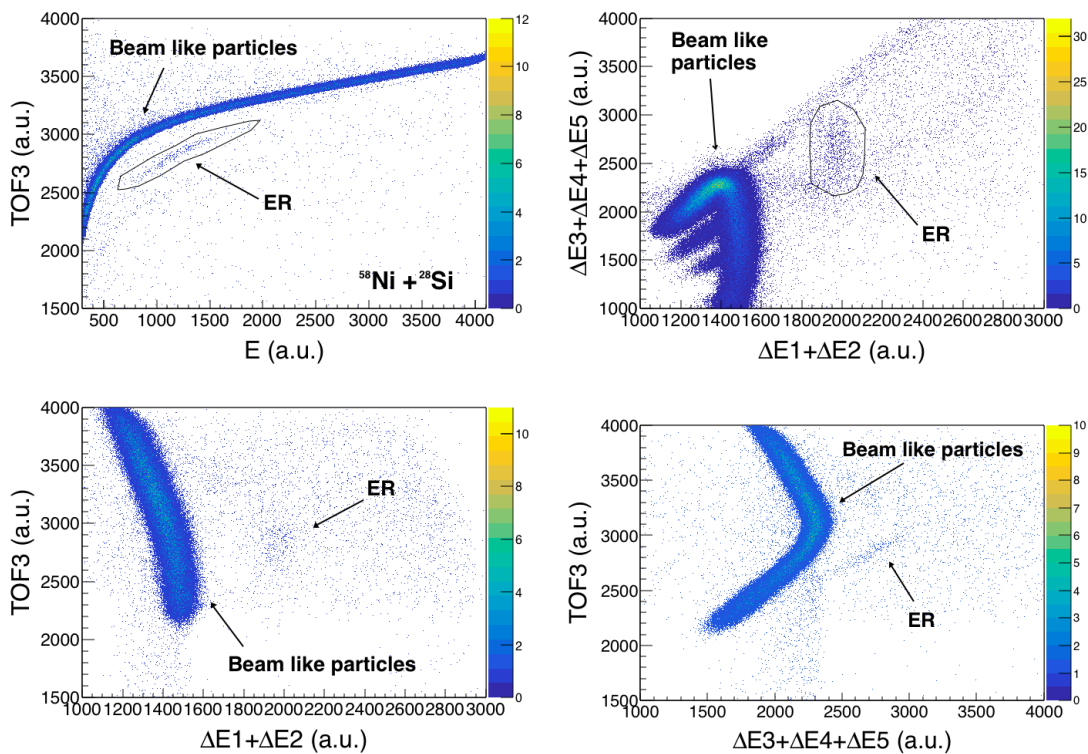 4000
3500
3000
2500
2000
1500
TOF3 (a.u.)
Beam like particles
ER
⁵⁸Ni + ²⁸Si
500 1000 1500 2000 2500 3000 3500 4000
E (a.u.)
12
10
8
6
4
2
0
4000
3500
3000
2500
2000
1500
1000
ΔE3+ΔE4+ΔE5 (a.u.)
Beam like
particles
ER
1000 1200 1400 1600 1800 2000 2200 2400 2600 2800 3000
ΔE1+ΔE2 (a.u.)
30
25
20
15
10
5
0
4000
3500
3000
2500
2000
1500
TOF3 (a.u.)
ER
Beam like particles
1000 1200 1400 1600 1800 2000 2200 2400 2600 2800 3000
ΔE1+ΔE2 (a.u.)
10
8
6
4
2
0
4000
3500
3000
2500
2000
1500
TOF3 (a.u.)
Beam like particles
ER
1000 1500 2000 2500 3000 3500 4000
ΔE3+ΔE4+ΔE5 (a.u.)
10
9
8
7
6
5
4
3
2
1
0